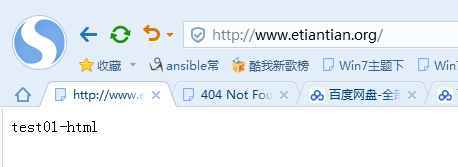 http://www.etiantian.org/
收藏 ansible常 酷我新歌榜 Win7主题下 Win
http://www.e 404 Not Fou 百度网盘-全
test01-html